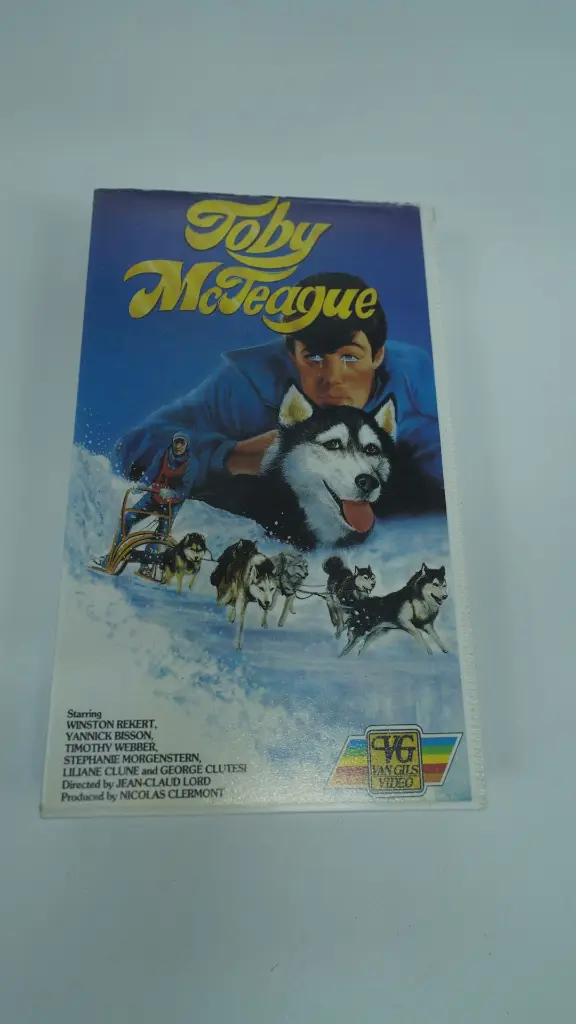 Toby
McTeague
Starring
WINSTON REKERT,
YANNICK BISSON,
TIMOTHY WEBBER,
STEPHANIE MORGENSTERN,
LILIANE CLUNE and GEORGE CLUTESI
Directed by JEAN-CLAUD LORD
Produced by NICOLAS CLERMONT
VG
VAN GILS
VIDEO